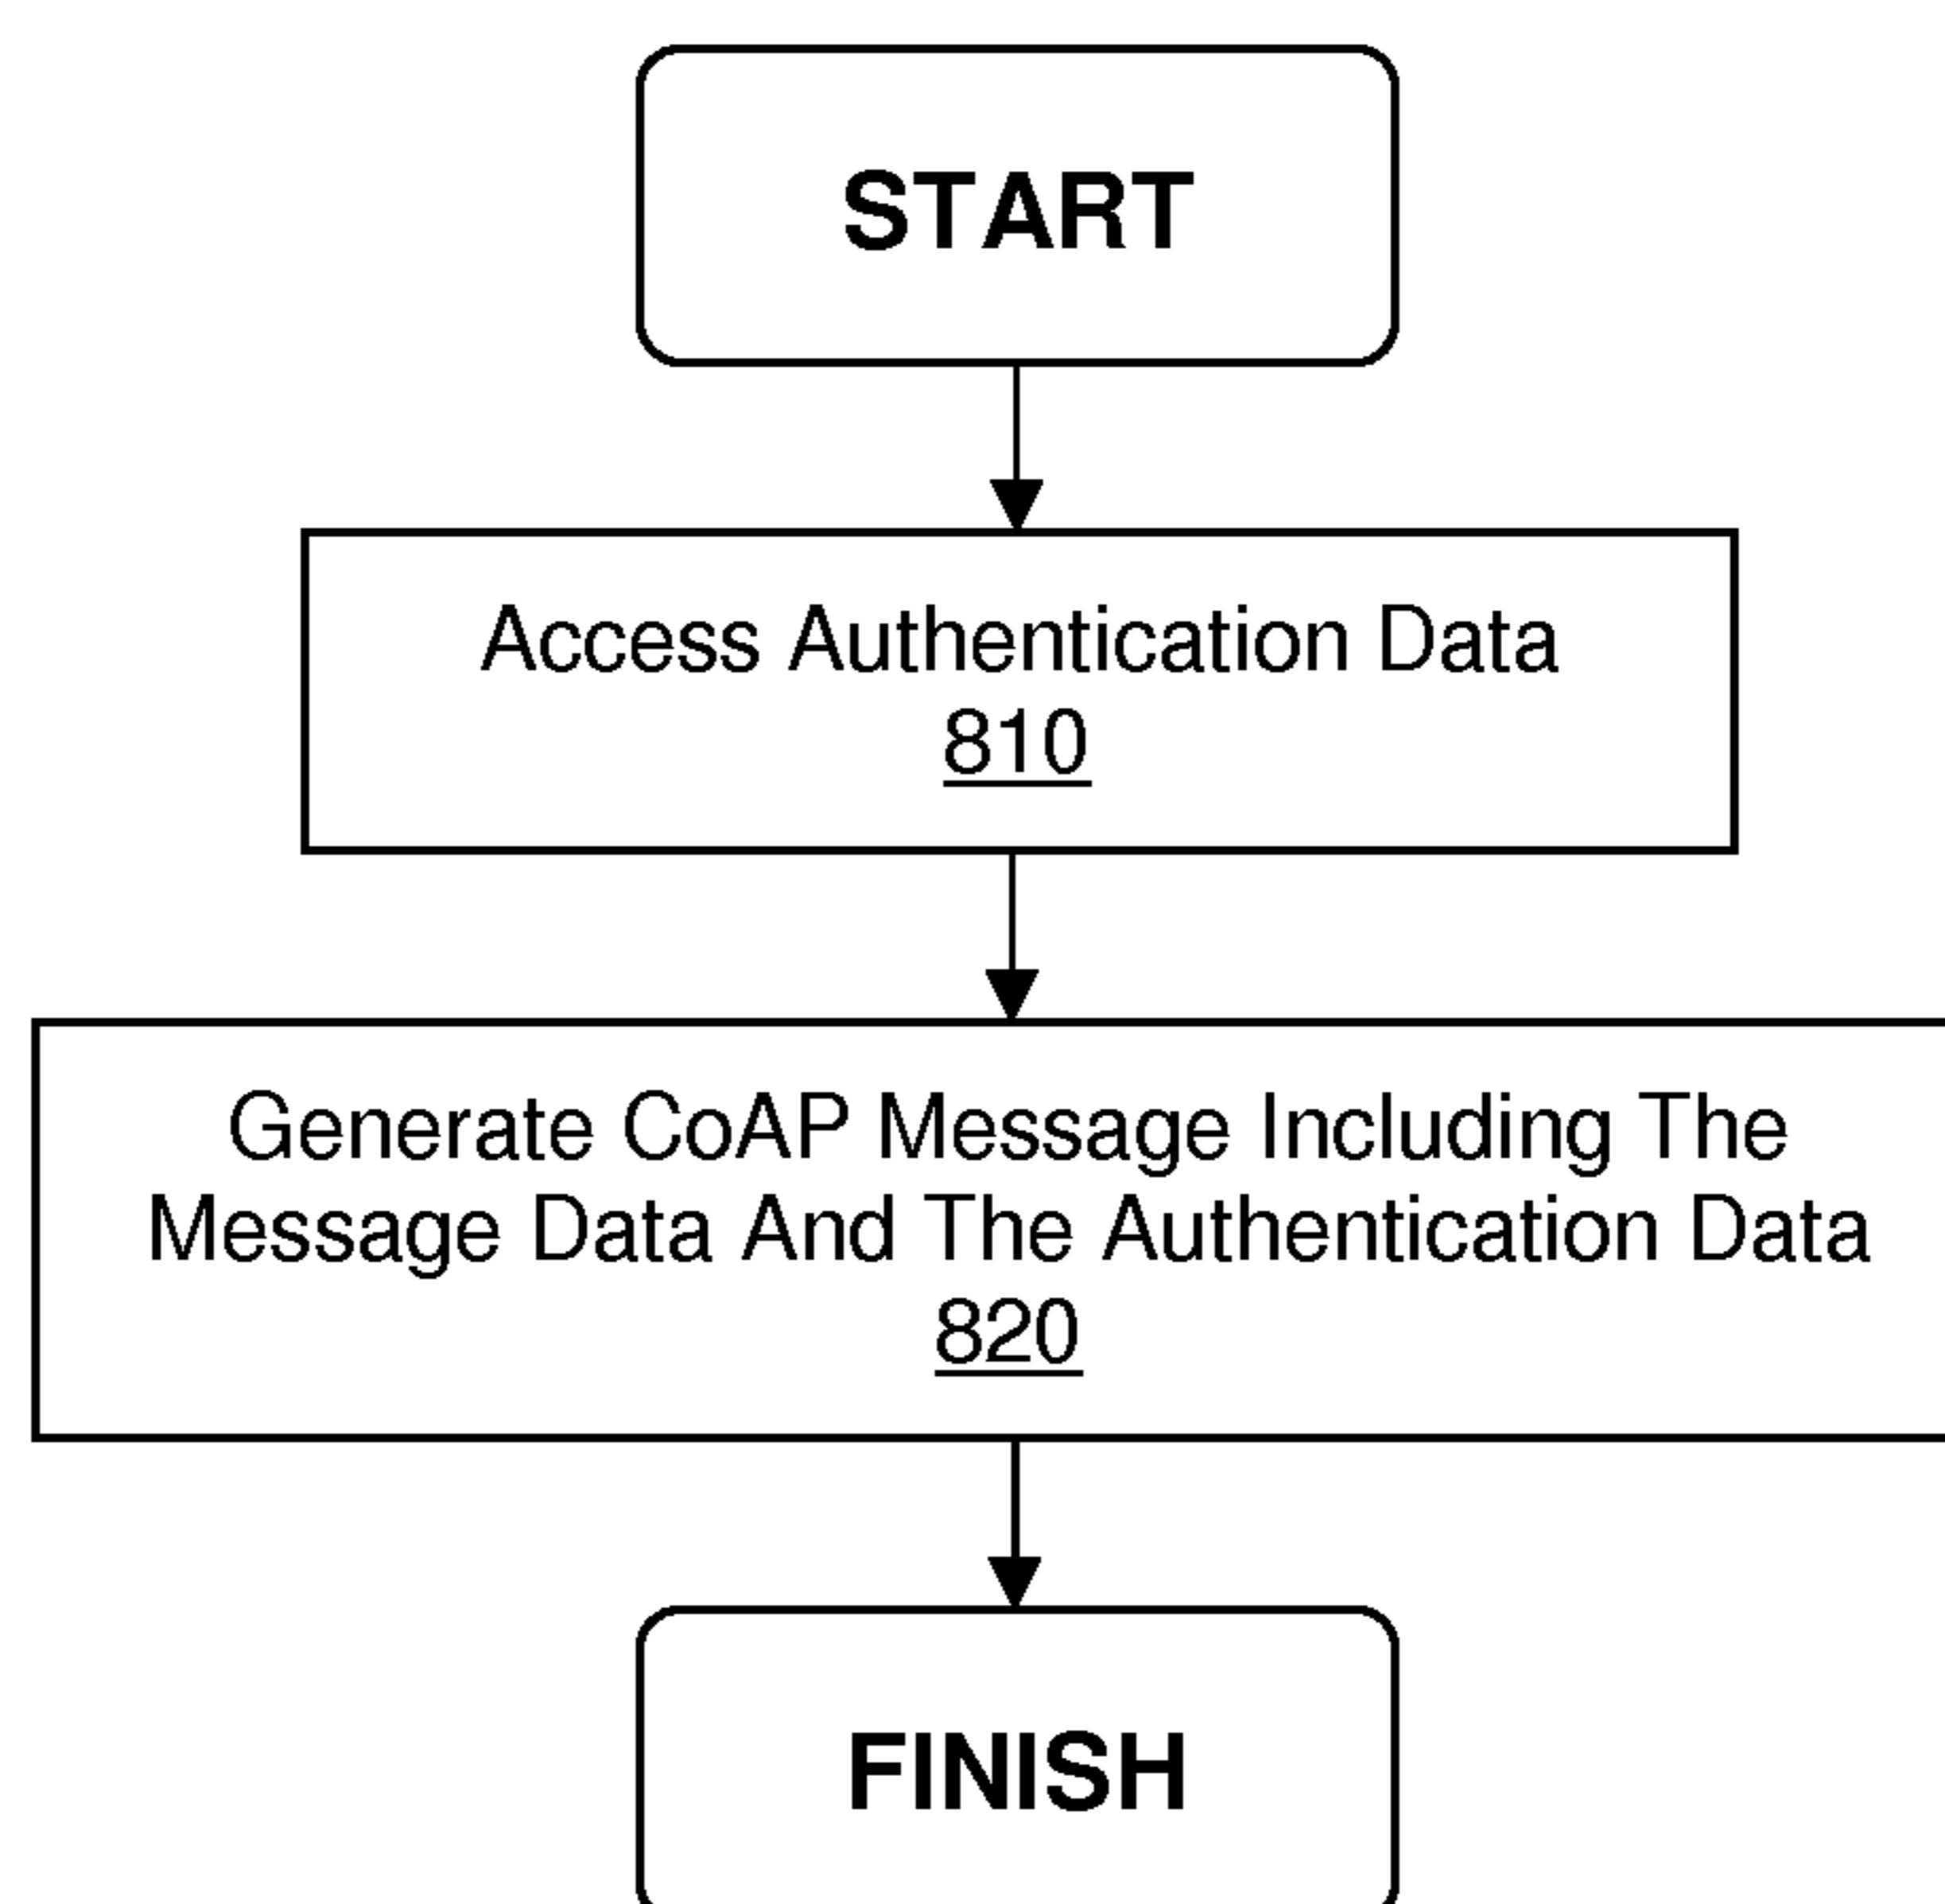 START
Access Authentication Data
810
Generate CoAP Message Including The
Message Data And The Authentication Data
820
FINISH